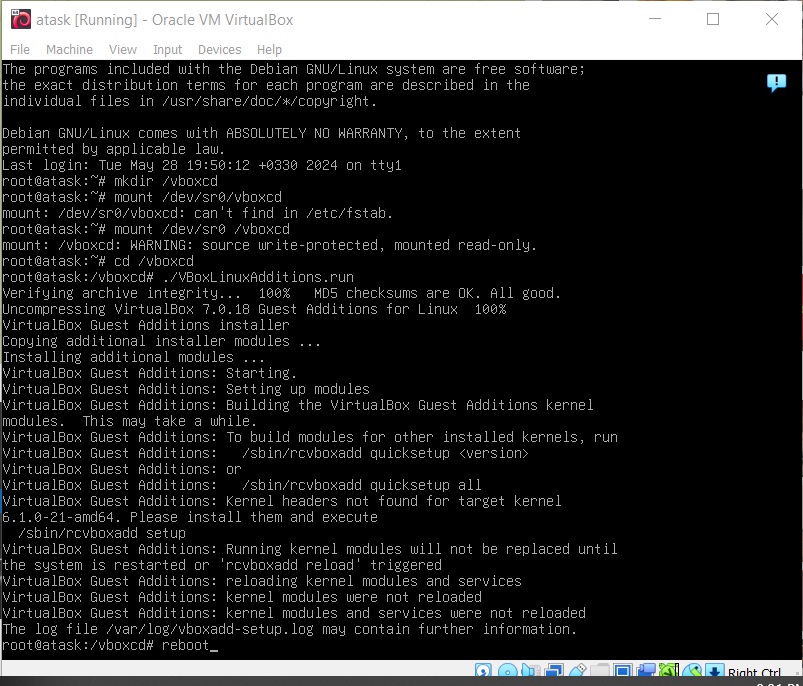 atask [Running] - Oracle VM VirtualBox
File Machine View Input Devices Help
The programs included with the Debian GNU/Linux system are free software;
the exact distribution terms for each program are described in the
individual files in /usr/share/doc/*/copyright.
Debian GNU/Linux comes with ABSOLUTELY NO WARRANTY, to the extent
permitted by applicable law.
Last login: Tue May 28 19:50:12 +0330 2024 on tty1
root@atask:~# mkdir /vboxcd
root@atask:~# mount /dev/sr0/vboxcd
mount: /dev/sr0/vboxcd: can't find in /etc/fstab.
root@atask:~# mount /dev/sr0 /vboxcd
mount: /vboxcd: WARNING: source write-protected, mounted read-only.
root@atask:~# cd /vboxcd
root@atask:/vboxcd# ./VBoxLinuxAdditions.run
Verifying archive integrity...  100%   MD5 checksums are OK. All good.
Uncompressing VirtualBox 7.0.18 Guest Additions for Linux  100%
VirtualBox Guest Additions installer
Copying additional installer modules ...
Installing additional modules ...
VirtualBox Guest Additions: Starting.
VirtualBox Guest Additions: Setting up modules
VirtualBox Guest Additions: Building the VirtualBox Guest Additions kernel
modules.  This may take a while.
VirtualBox Guest Additions: To build modules for other installed kernels, run
VirtualBox Guest Additions:   /sbin/rcvboxadd quicksetup <version>
VirtualBox Guest Additions: or
VirtualBox Guest Additions:   /sbin/rcvboxadd quicksetup all
VirtualBox Guest Additions: Kernel headers not found for target kernel
6.1.0-21-amd64. Please install them and execute
  /sbin/rcvboxadd setup
VirtualBox Guest Additions: Running kernel modules will not be replaced until
the system is restarted or 'rcvboxadd reload' triggered
VirtualBox Guest Additions: reloading kernel modules and services
VirtualBox Guest Additions: kernel modules were not reloaded
VirtualBox Guest Additions: kernel modules and services were not reloaded
The log file /var/log/vboxadd-setup.log may contain further information.
root@atask:/vboxcd# reboot_
Right Ctrl